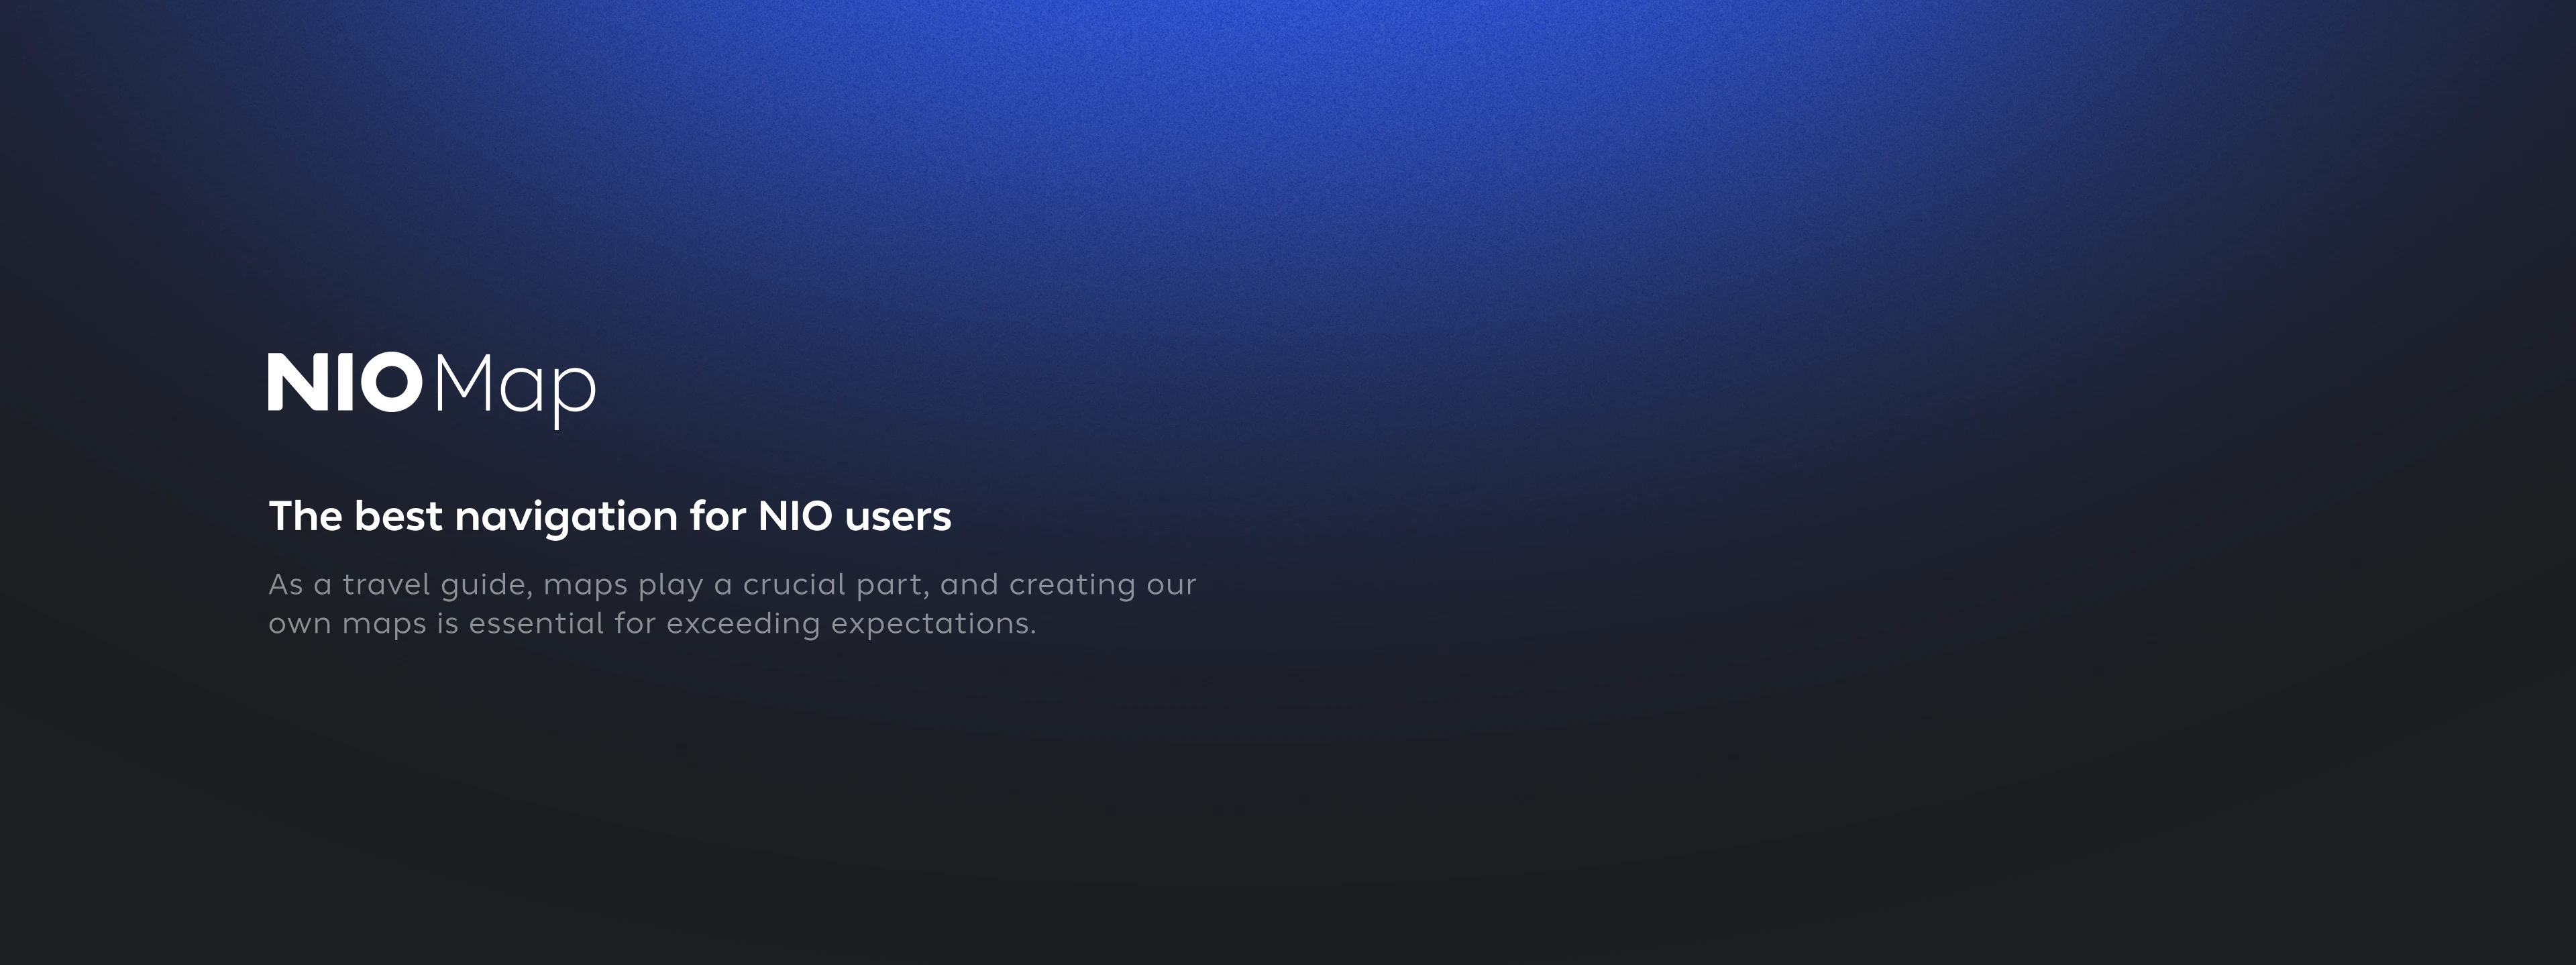 NIO Map
The best navigation for NIO users
As a travel guide, maps play a crucial part, and creating our
own maps is essential for exceeding expectations.